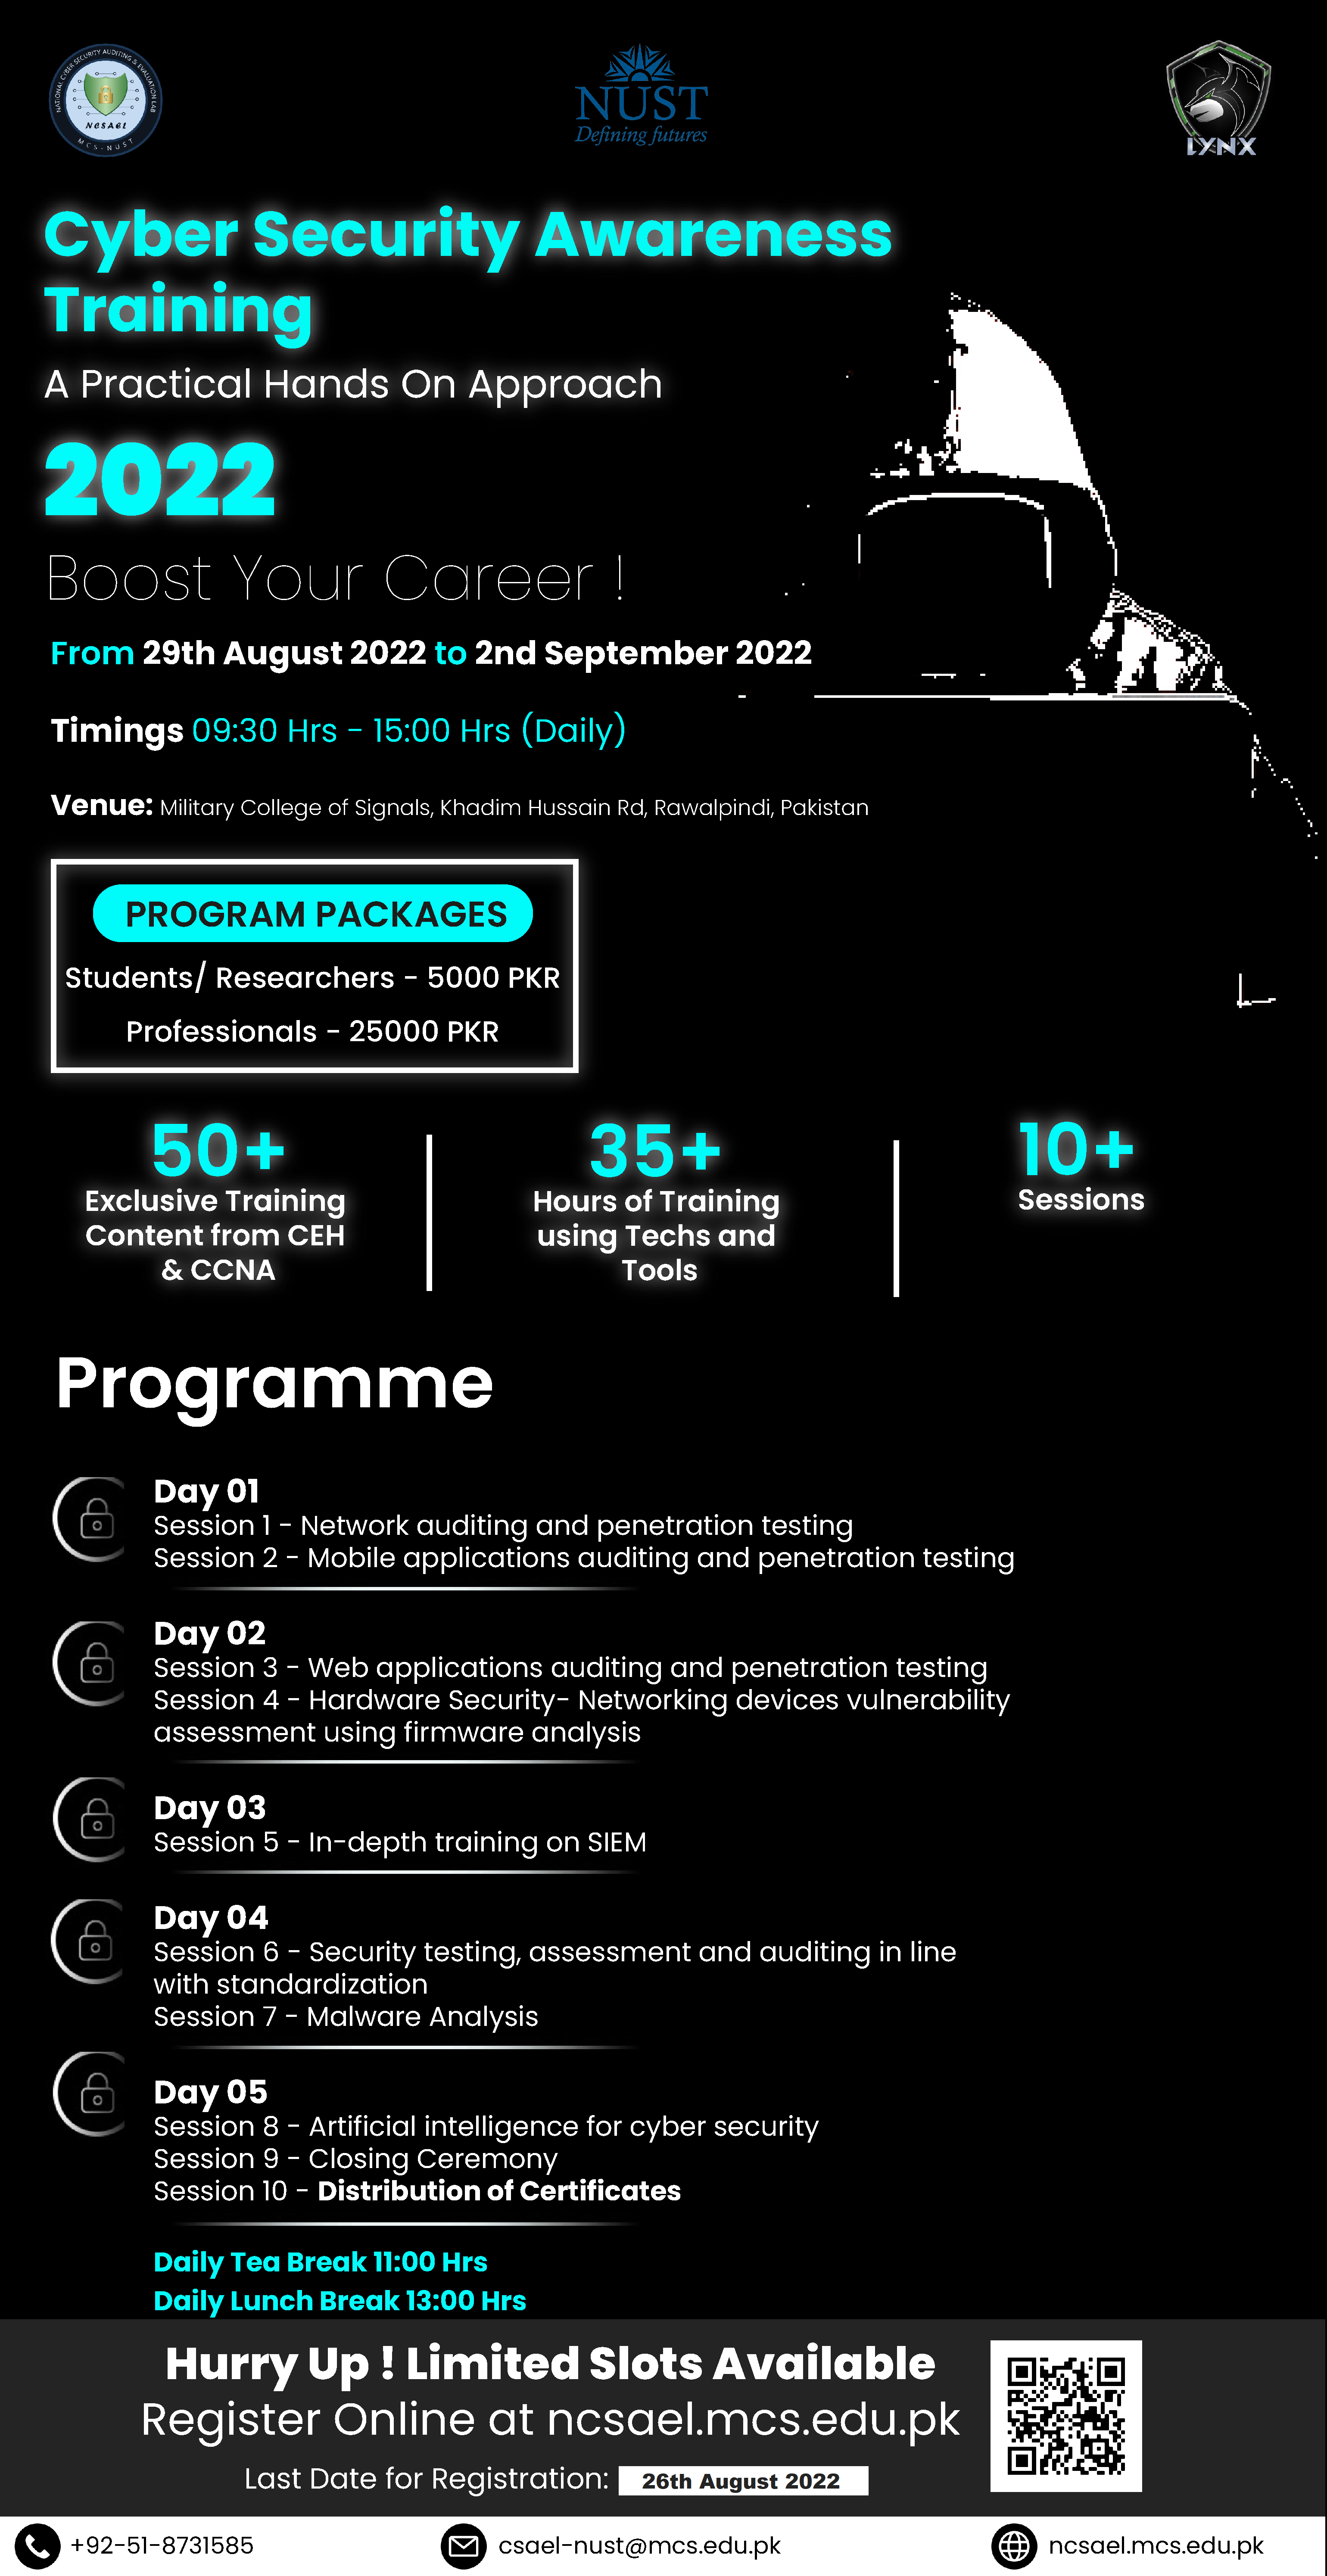 NATIONAL CYBER SECURITY AUDITING & EVALUATION LAB
NCSAEL
MCS-NUST
NUST
Defining futures
LYNX
Cyber Security Awareness
Training
A Practical Hands On Approach
2022
Boost Your Career !
From 29th August 2022 to 2nd September 2022
Timings 09:30 Hrs - 15:00 Hrs (Daily)
Venue: Military College of Signals, Khadim Hussain Rd, Rawalpindi, Pakistan
PROGRAM PACKAGES
Students/ Researchers - 5000 PKR
Professionals - 25000 PKR
50+
Exclusive Training
Content from CEH
& CCNA
35+
Hours of Training
using Techs and
Tools
10+
Sessions
Programme
Day 01
Session 1 - Network auditing and penetration testing
Session 2 - Mobile applications auditing and penetration testing
Day 02
Session 3 - Web applications auditing and penetration testing
Session 4 - Hardware Security- Networking devices vulnerability
assessment using firmware analysis
Day 03
Session 5 - In-depth training on SIEM
Day 04
Session 6 - Security testing, assessment and auditing in line
with standardization
Session 7 - Malware Analysis
Day 05
Session 8 - Artificial intelligence for cyber security
Session 9 - Closing Ceremony
Session 10 - Distribution of Certificates
Daily Tea Break 11:00 Hrs
Daily Lunch Break 13:00 Hrs
Hurry Up ! Limited Slots Available
Register Online at ncsael.mcs.edu.pk
Last Date for Registration: 26th August 2022
+92-51-8731585
csael-nust@mcs.edu.pk
ncsael.mcs.edu.pk